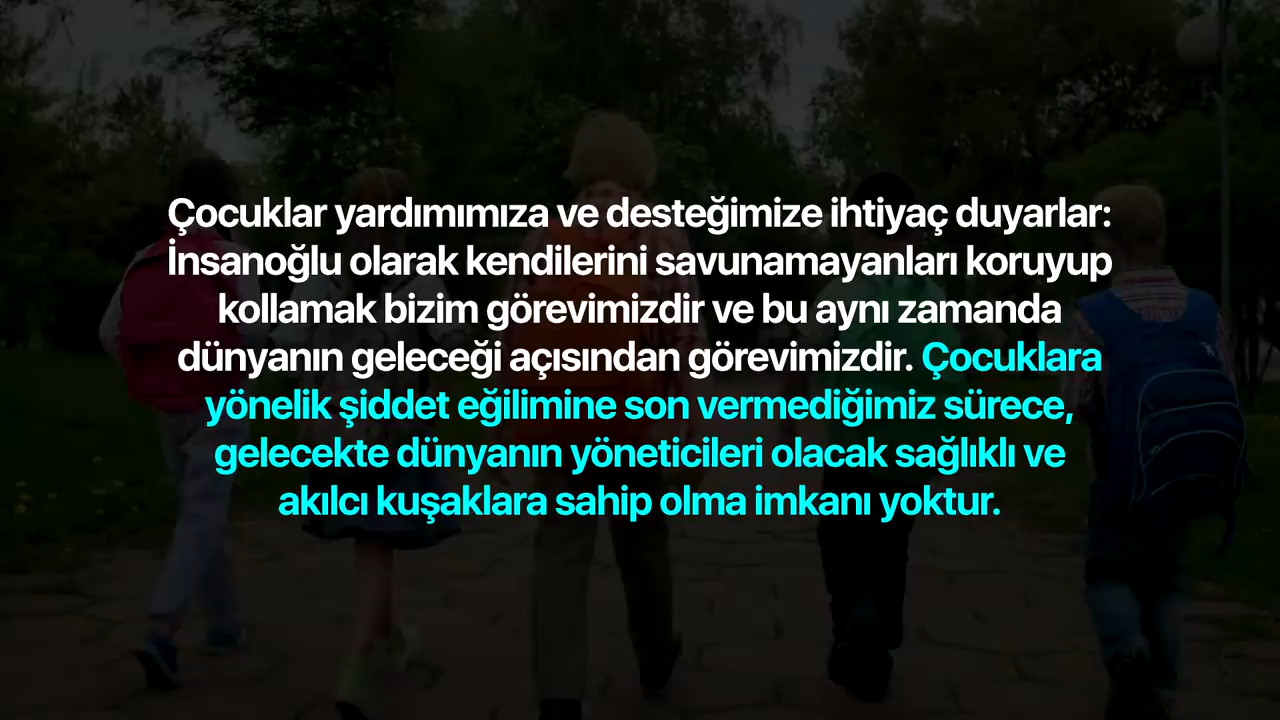 Çocuklar yardımımıza ve desteğimize ihtiyaç duyarlar:
İnsanoğlu olarak kendilerini savunamayanları koruyup
kollamak bizim görevimizdir ve bu aynı zamanda
dünyanın geleceği açısından görevimizdir. Çocuklara
yönelik şiddet eğilimine son vermediğimiz sürece,
gelecekte dünyanın yöneticileri olacak sağlıklı ve
akılcı kuşaklara sahip olma imkanı yoktur.